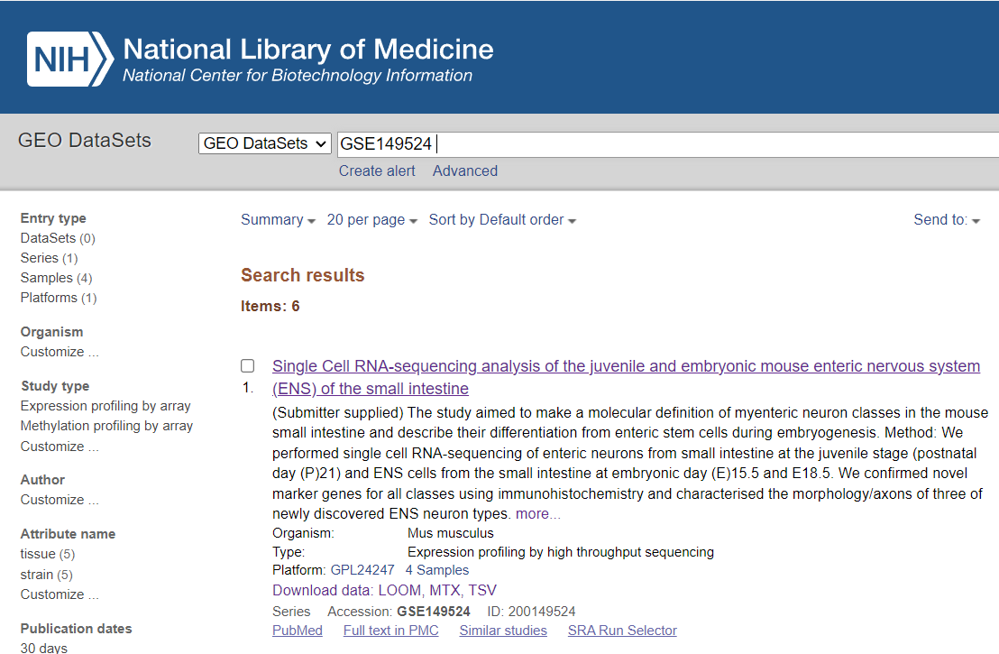 NIH National Library of Medicine
National Center for Biotechnology Information
GEO DataSets
GEO DataSets
GSE149524
Create alert Advanced
Entry type
DataSets (0)
Series (1)
Samples (4)
Platforms (1)
Organism
Customize ...
Study type
Expression profiling by array
Methylation profiling by array
Customize ...
Author
Customize ...
Attribute name
tissue (5)
strain (5)
Customize ...
Publication dates
30 days
Summary 20 per page Sort by Default order Send to:
Search results
Items: 6
1.
Single Cell RNA-sequencing analysis of the juvenile and embryonic mouse enteric nervous system
(ENS) of the small intestine
(Submitter supplied) The study aimed to make a molecular definition of myenteric neuron classes in the mouse
small intestine and describe their differentiation from enteric stem cells during embryogenesis. Method: We
performed single cell RNA-sequencing of enteric neurons from small intestine at the juvenile stage (postnatal
day (P)21) and ENS cells from the small intestine at embryonic day (E)15.5 and E18.5. We confirmed novel
marker genes for all classes using immunohistochemistry and characterised the morphology/axons of three of
newly discovered ENS neuron types. more...
Organism: Mus musculus
Type: Expression profiling by high throughput sequencing
Platform: GPL24247 4 Samples
Download data: LOOM, MTX, TSV
Series Accession: GSE149524 ID: 200149524
PubMed Full text in PMC Similar studies SRA Run Selector